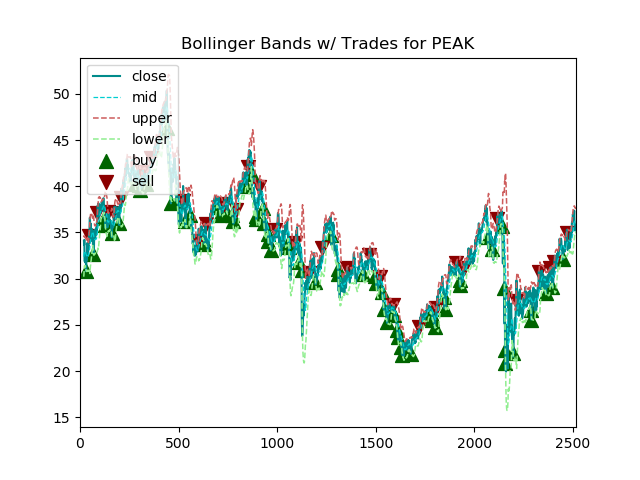 Bollinger Bands w/ Trades for PEAK
close
mid
upper
lower
buy
sell
50
45
40
35
30
25
20
15
0 500 1000 1500 2000 2500